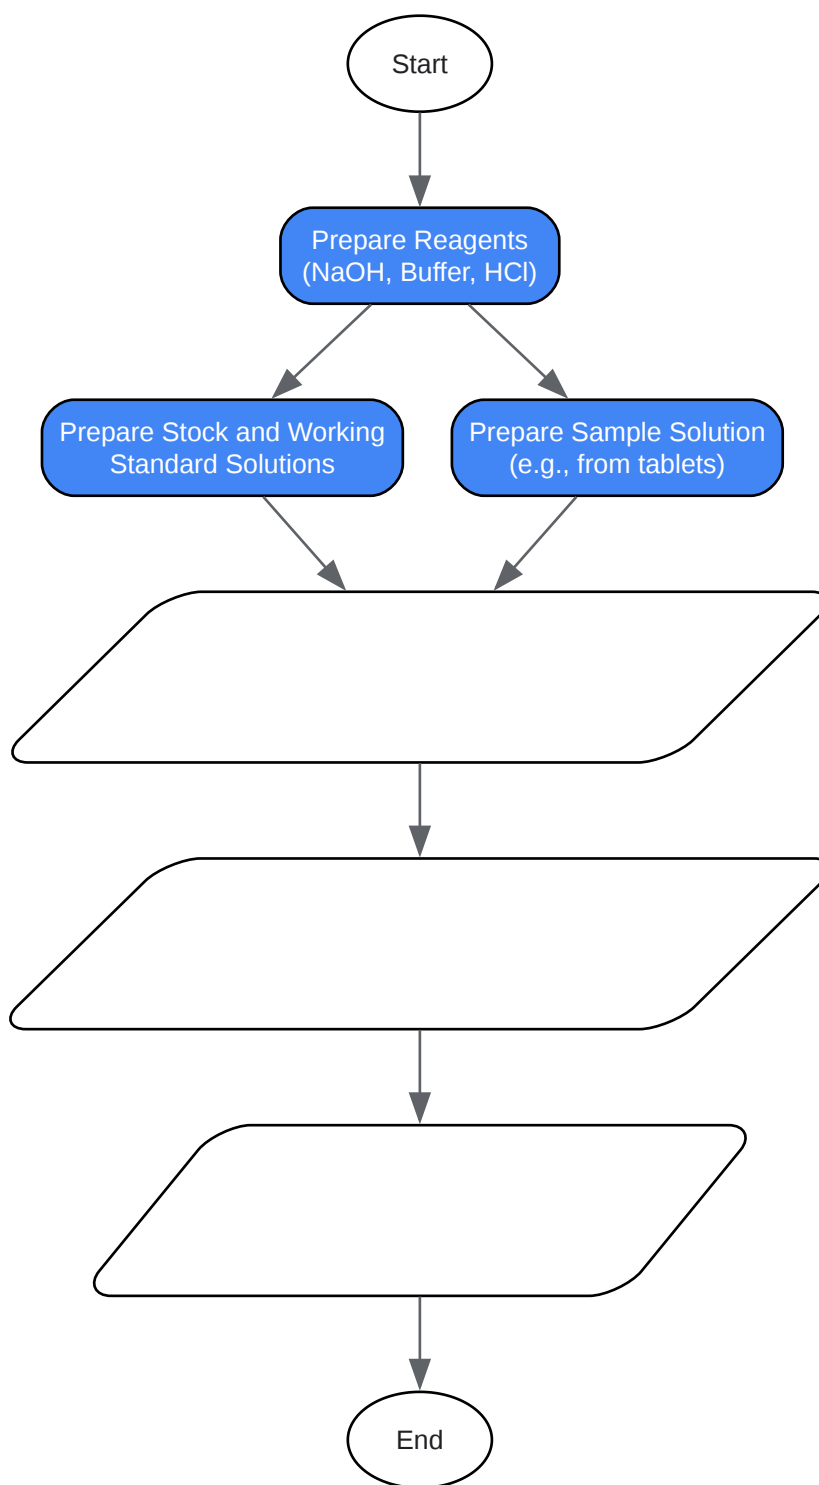 Start
Prepare Reagents
(NaOH, Buffer, HCl)
Prepare Stock and Working
Standard Solutions
Prepare Sample Solution
(e.g., from tablets)
End